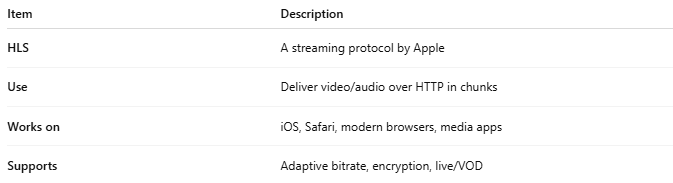 Item Description
HLS A streaming protocol by Apple
Use Deliver video/audio over HTTP in chunks
Works on iOS, Safari, modern browsers, media apps
Supports Adaptive bitrate, encryption, live/VOD